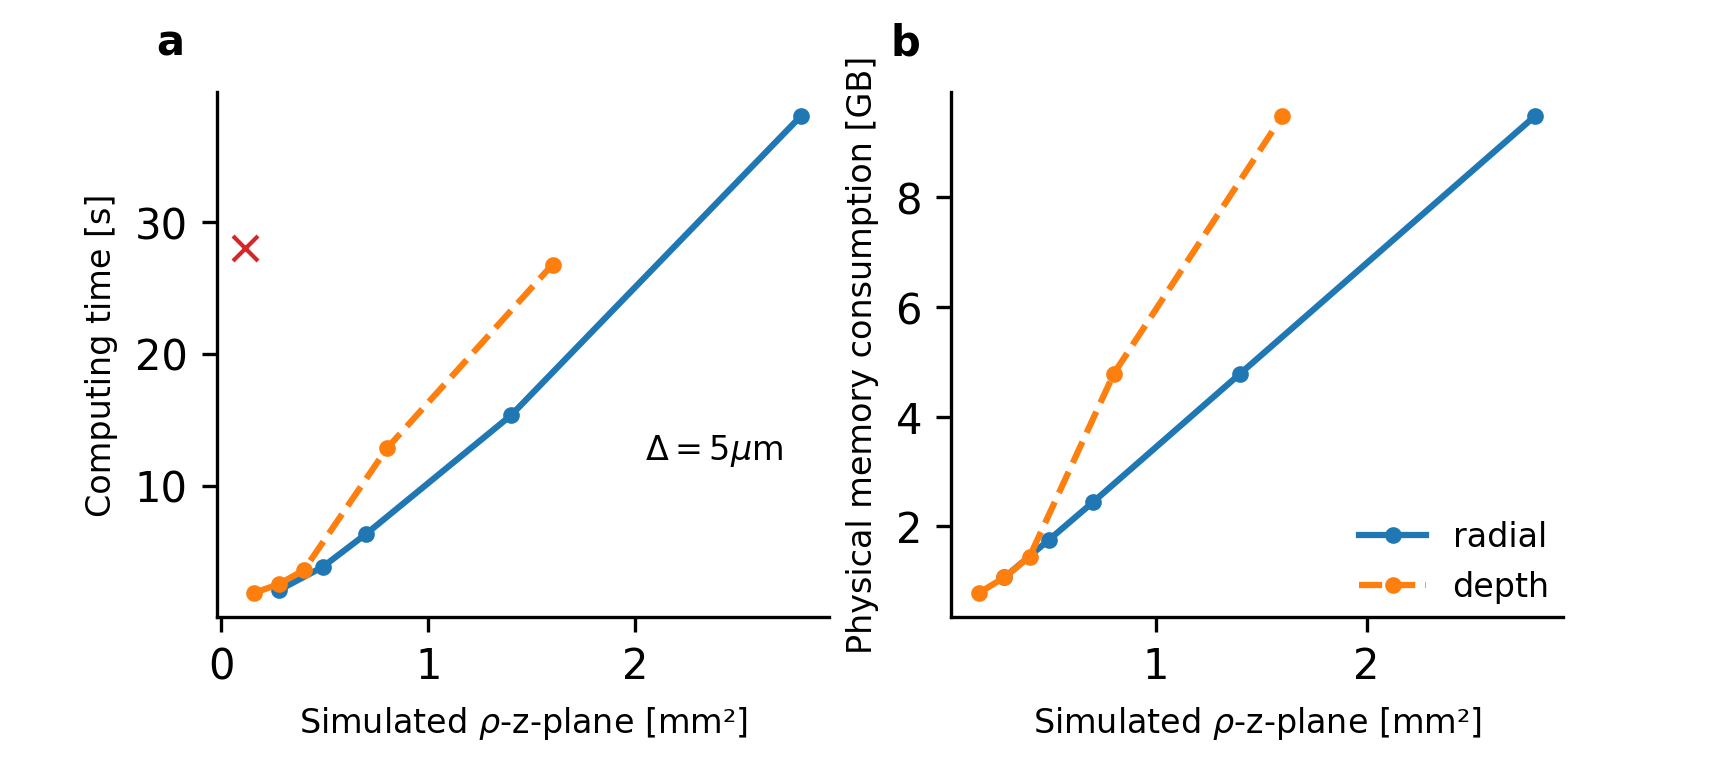 a
Computing time [s]
30
20
10
0 1 2
Simulated ρ-z-plane [mm²]
Δ = 5μm
b
Physical memory consumption [GB]
8
6
4
2
1 2
Simulated ρ-z-plane [mm²]
radial
depth